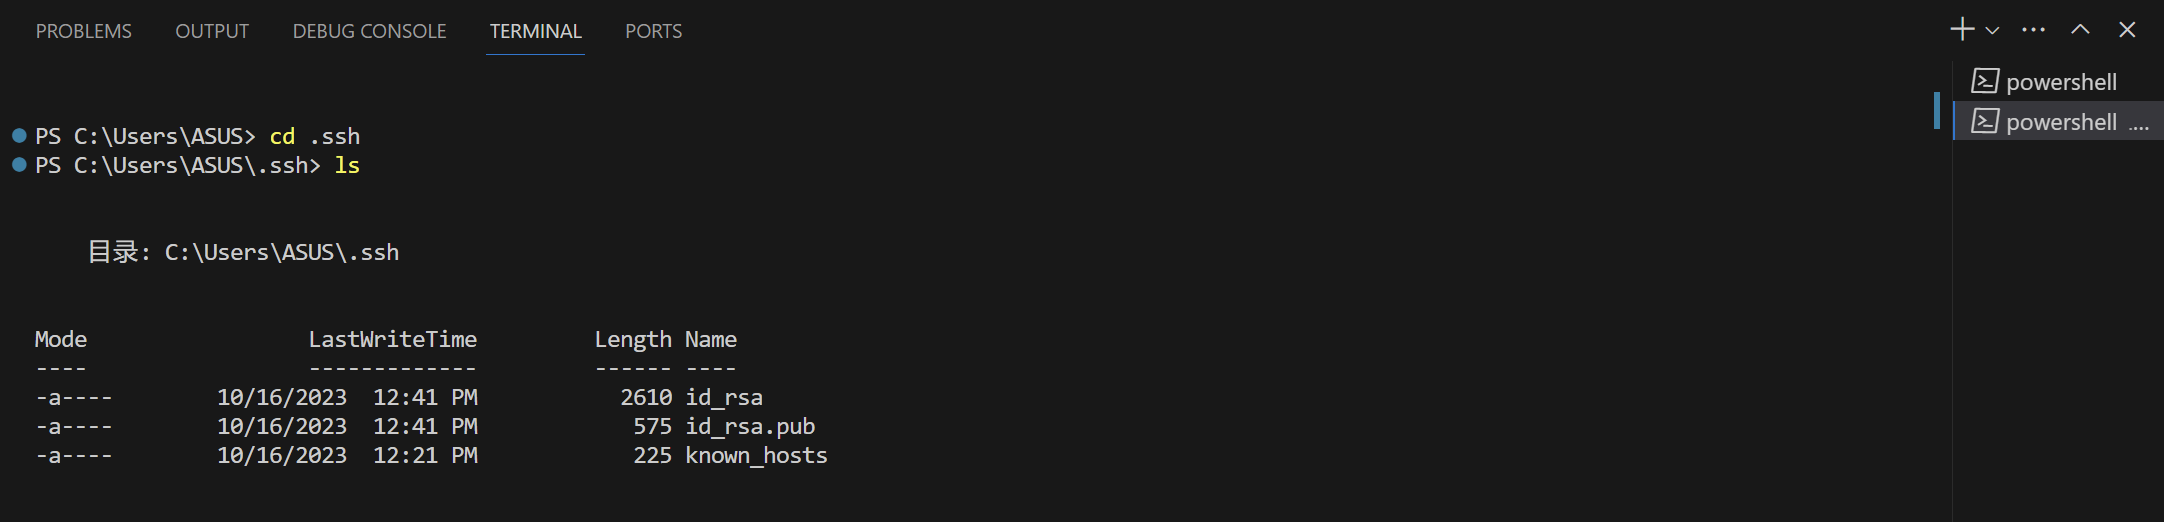 PROBLEMS OUTPUT DEBUG CONSOLE TERMINAL PORTS
powershell
powershell ....
PS C:\Users\ASUS> cd .ssh
PS C:\Users\ASUS\.ssh> ls
目录: C:\Users\ASUS\.ssh
Mode LastWriteTime Length Name
---- ------------- ------ ----
-a---- 10/16/2023 12:41 PM 2610 id_rsa
-a---- 10/16/2023 12:41 PM 575 id_rsa.pub
-a---- 10/16/2023 12:21 PM 225 known_hosts